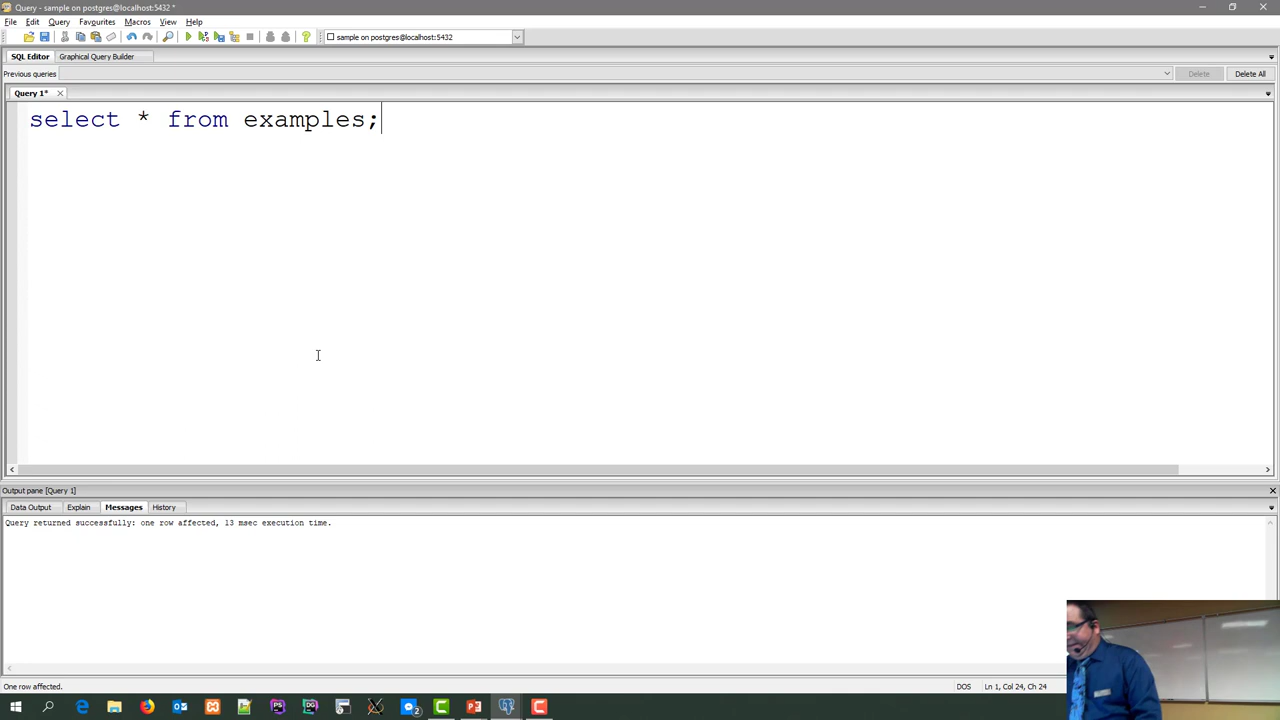 Query - sample on postgres@localhost:5432 *
File Edit Query Favourites Macros View Help
sample on postgres@localhost:5432
SQL Editor Graphical Query Builder
Previous queries Delete Delete All
Query 1*
select * from examples;
Output pane [Query 1]
Data Output Explain Messages History
Query returned successfully: one row affected, 13 msec execution time.
One row affected. DOS Ln 1, Col 24, Ch 24
PS DG 2